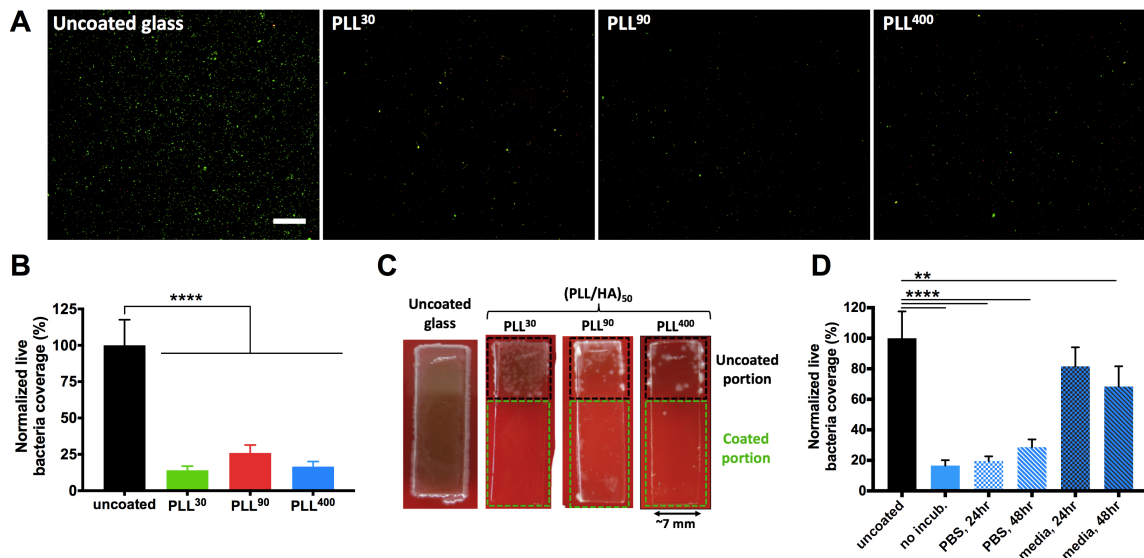 A
Uncoated glass
PLL³⁰
PLL⁹⁰
PLL⁴⁰⁰
B
Normalized live
bacteria coverage (%)
125
100
75
50
25
0
****
uncoated
PLL³⁰
PLL⁹⁰
PLL⁴⁰⁰
C
Uncoated
glass
(PLL/HA)₅₀
PLL³⁰
PLL⁹⁰
PLL⁴⁰⁰
Uncoated
portion
Coated
portion
~7 mm
D
Normalized live
bacteria coverage (%)
120
100
80
60
40
20
0
**
****
uncoated
no incub.
PBS, 24hr
PBS, 48hr
media, 24hr
media, 48hr